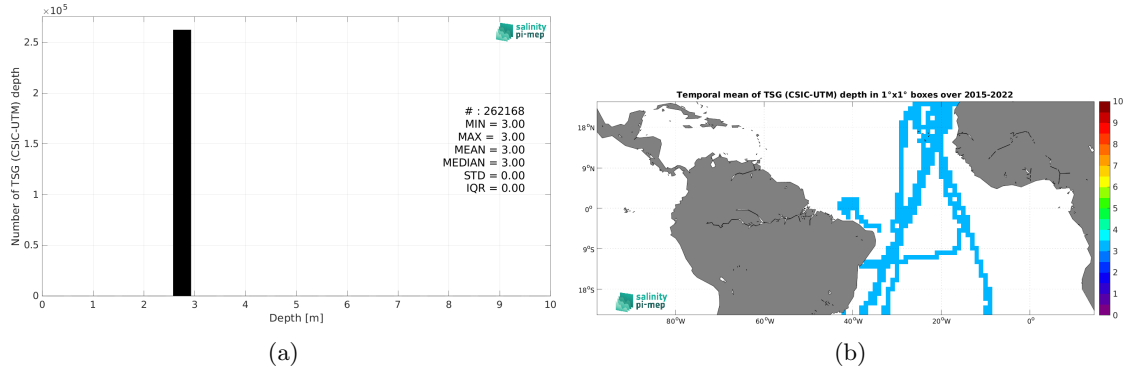 ×10⁵
2.5
2
1.5
1
0.5
0
0 1 2 3 4 5 6 7 8 9 10
Number of TSG (CSIC-UTM) depth
Depth [m]
salinity
pi-mep
# : 262168
MIN = 3.00
MAX = 3.00
MEAN = 3.00
MEDIAN = 3.00
STD = 0.00
IQR = 0.00
(a)
Temporal mean of TSG (CSIC-UTM) depth in 1°x1° boxes over 2015-2022
18°N
9°N
0°
9°S
18°S
80°W 60°W 40°W 20°W 0°
salinity
pi-mep
10
9
8
7
6
5
4
3
2
1
0
(b)